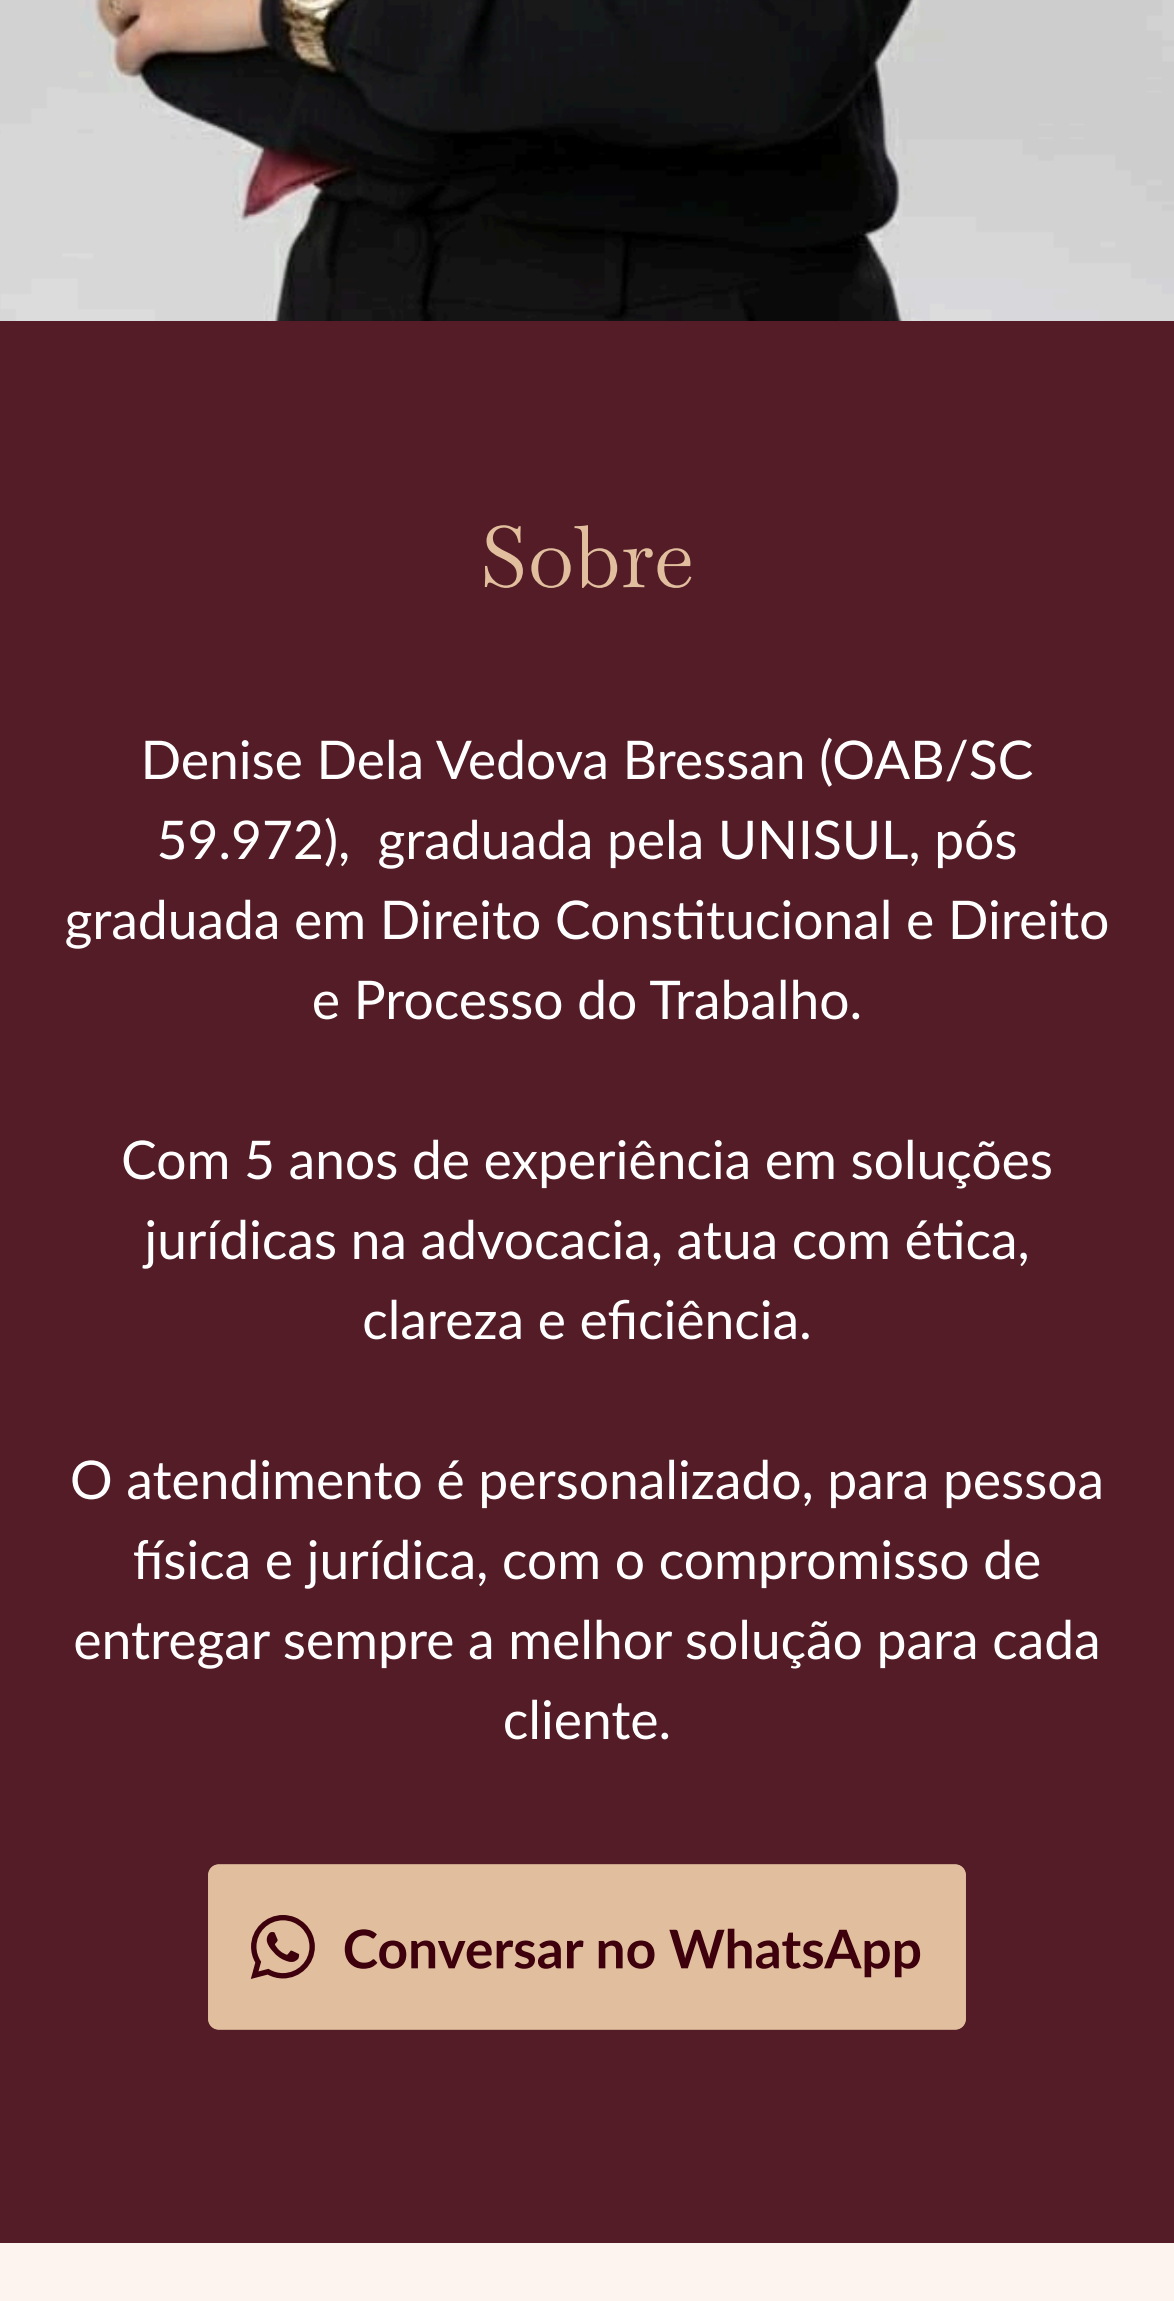 Sobre
Denise Dela Vedova Bressan (OAB/SC
59.972),  graduada pela UNISUL, pós
graduada em Direito Constitucional e Direito
e Processo do Trabalho.
Com 5 anos de experiência em soluções
jurídicas na advocacia, atua com ética,
clareza e eficiência.
O atendimento é personalizado, para pessoa
física e jurídica, com o compromisso de
entregar sempre a melhor solução para cada
cliente.
Conversar no WhatsApp